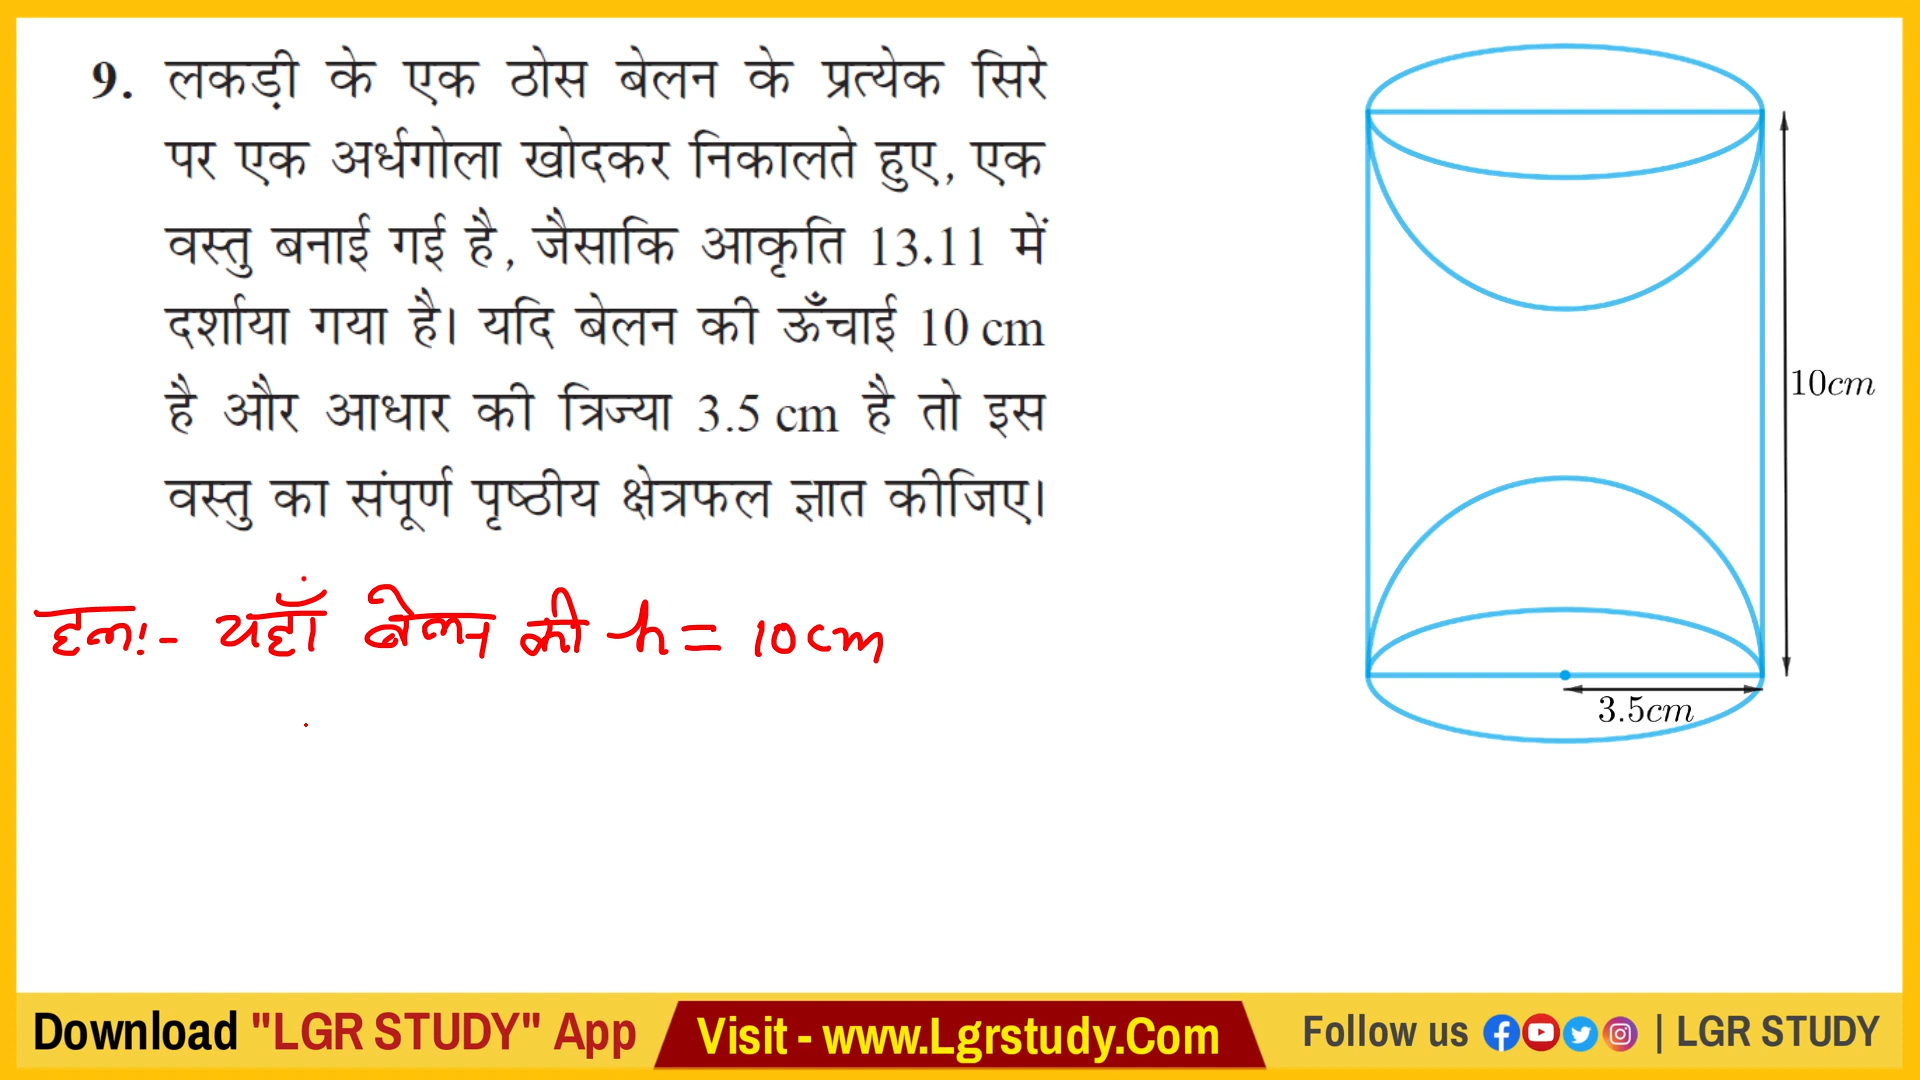 9. लकड़ी के एक ठोस बेलन के प्रत्येक सिरे
पर एक अर्धगोला खोदकर निकालते हुए, एक
वस्तु बनाई गई है, जैसाकि आकृति 13.11 में
दर्शाया गया है। यदि बेलन की ऊँचाई 10 cm
है और आधार की त्रिज्या 3.5 cm है तो इस
वस्तु का संपूर्ण पृष्ठीय क्षेत्रफल ज्ञात कीजिए।
10cm
3.5cm
हलः- यहाँ बेलन की h = 10cm
Download "LGR STUDY" App
Visit - www.Lgrstudy.Com
Follow us | LGR STUDY